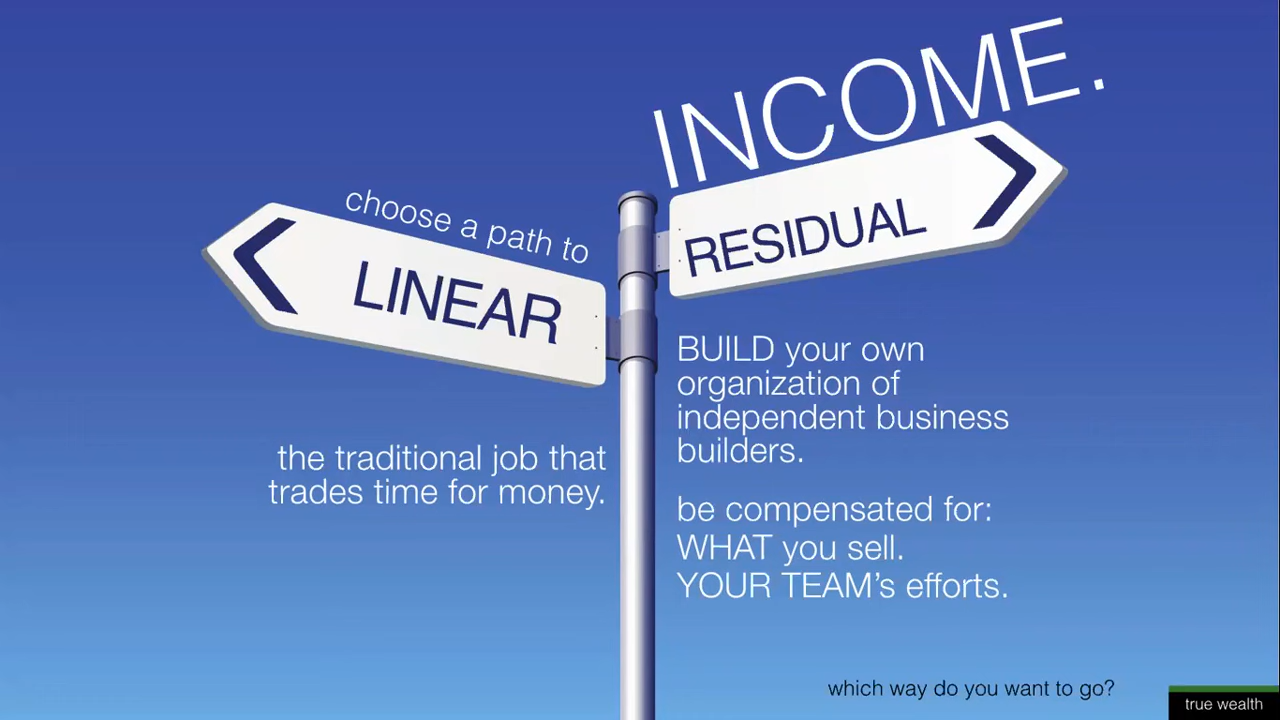 choose a path to
LINEAR
the traditional job that
trades time for money.
INCOME.
RESIDUAL
BUILD your own
organization of
independent business
builders.
be compensated for:
WHAT you sell.
YOUR TEAM's efforts.
which way do you want to go?
true wealth